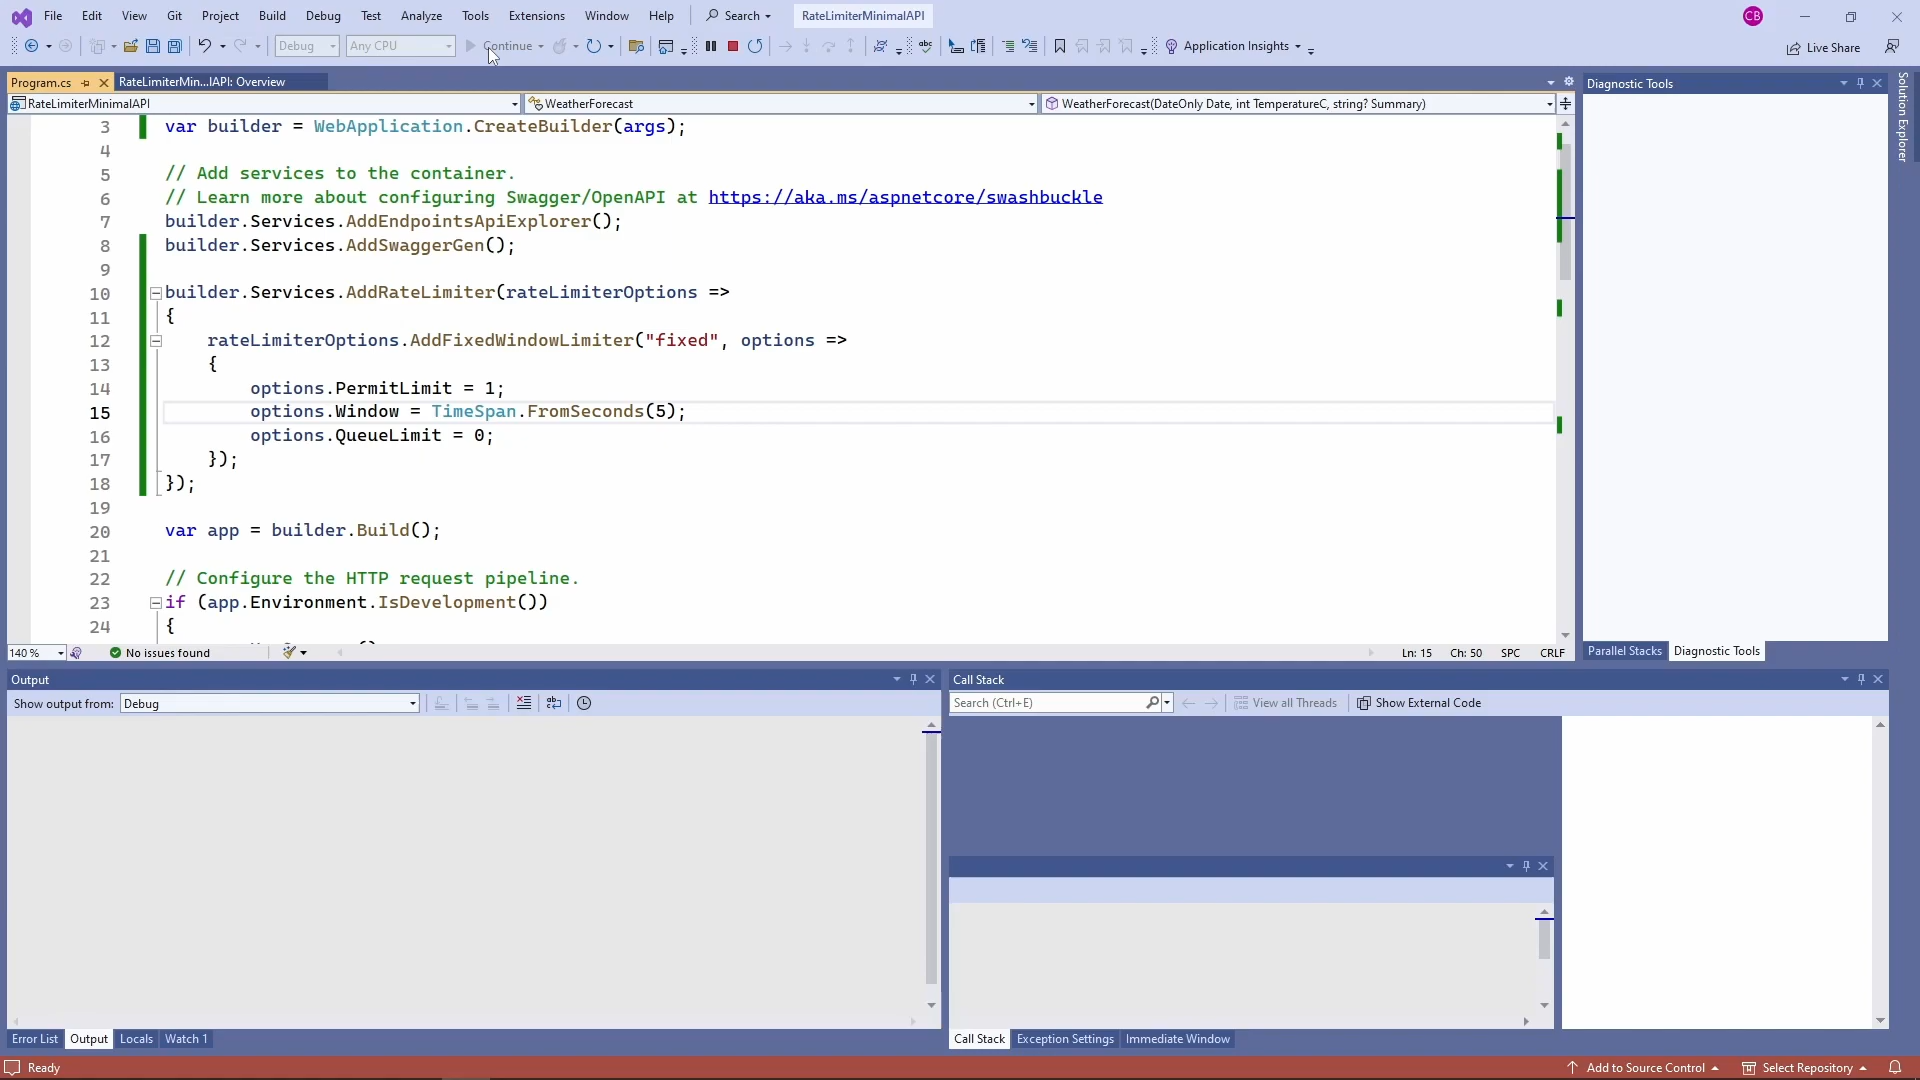 File Edit View Git Project Build Debug Test Analyze Tools Extensions Window Help Search RateLimiterMinimalAPI CB
Debug Any CPU Continue abc Application Insights Live Share
Program.cs RateLimiterMin...lAPI: Overview
RateLimiterMinimalAPI WeatherForecast WeatherForecast(DateOnly Date, int TemperatureC, string? Summary)
3 var builder = WebApplication.CreateBuilder(args);
4
5 // Add services to the container.
6 // Learn more about configuring Swagger/OpenAPI at https://aka.ms/aspnetcore/swashbuckle
7 builder.Services.AddEndpointsApiExplorer();
8 builder.Services.AddSwaggerGen();
9
10 builder.Services.AddRateLimiter(rateLimiterOptions =>
11 {
12 rateLimiterOptions.AddFixedWindowLimiter("fixed", options =>
13 {
14 options.PermitLimit = 1;
15 options.Window = TimeSpan.FromSeconds(5);
16 options.QueueLimit = 0;
17 });
18 });
19
20 var app = builder.Build();
21
22 // Configure the HTTP request pipeline.
23 if (app.Environment.IsDevelopment())
24 {
140 % No issues found Ln: 15 Ch: 50 SPC CRLF
Diagnostic Tools
Solution Explorer
Parallel Stacks Diagnostic Tools
Output
Show output from: Debug
Error List Output Locals Watch 1
Call Stack
Search (Ctrl+E) View all Threads Show External Code
Call Stack Exception Settings Immediate Window
Ready Add to Source Control Select Repository